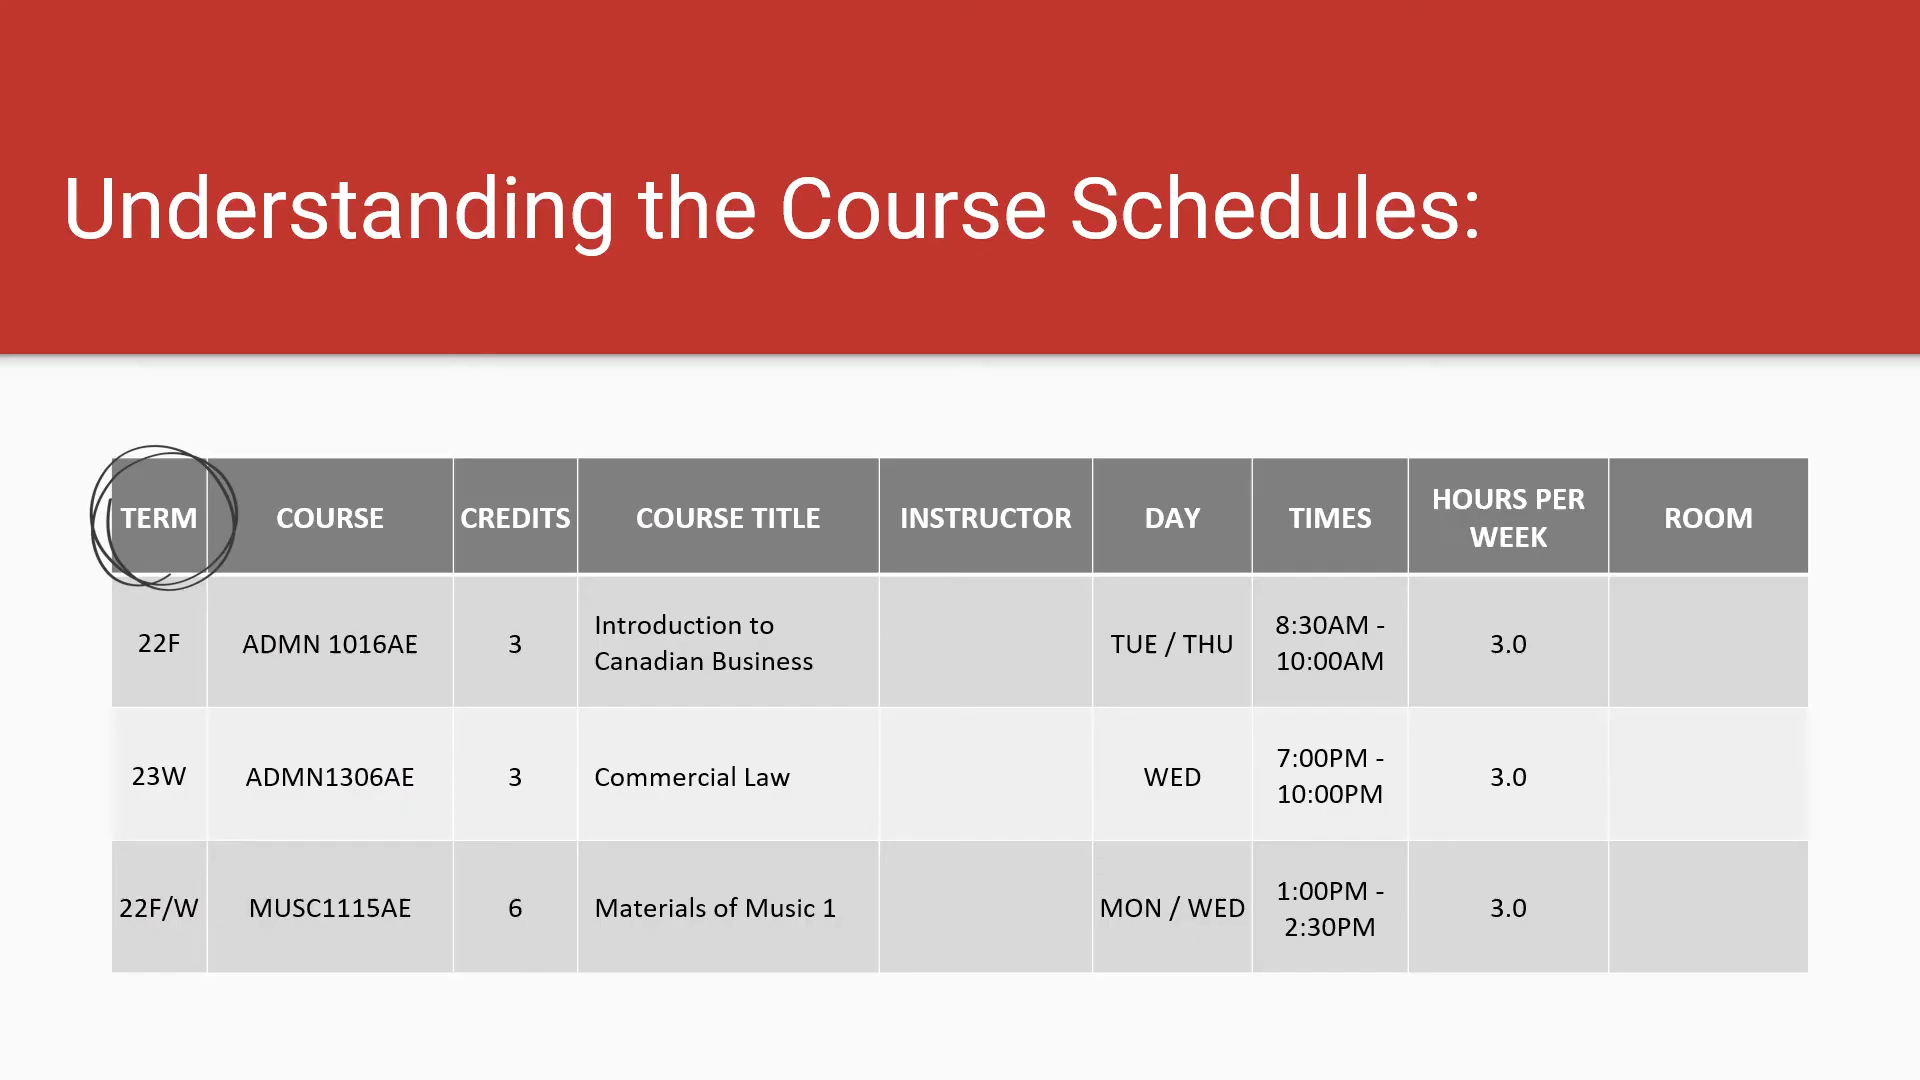 Understanding the Course Schedules:
TERM COURSE CREDITS COURSE TITLE INSTRUCTOR DAY TIMES HOURS PER WEEK ROOM
22F ADMN 1016AE 3 Introduction to Canadian Business TUE / THU 8:30AM - 10:00AM 3.0
23W ADMN1306AE 3 Commercial Law WED 7:00PM - 10:00PM 3.0
22F/W MUSC1115AE 6 Materials of Music 1 MON / WED 1:00PM - 2:30PM 3.0